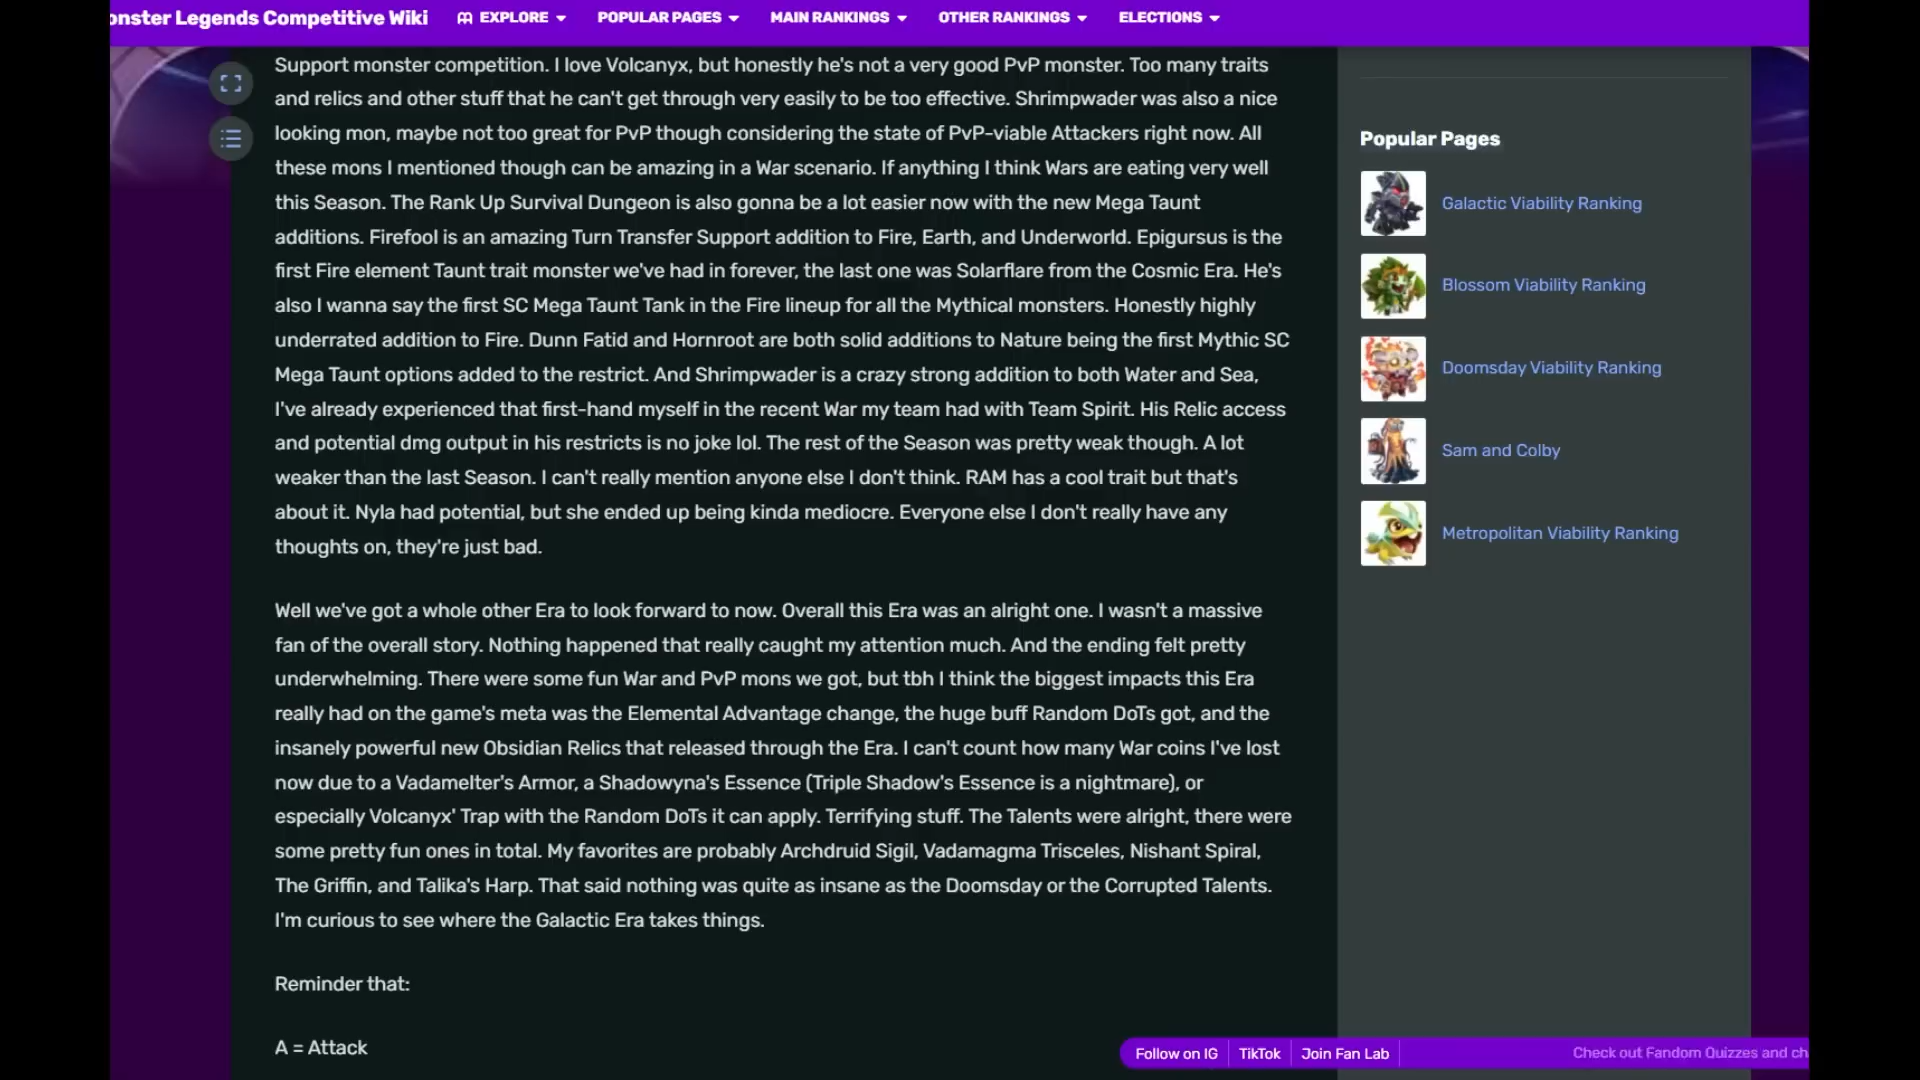 onster Legends Competitive Wiki
EXPLORE
POPULAR PAGES
MAIN RANKINGS
OTHER RANKINGS
ELECTIONS
Support monster competition. I love Volcanyx, but honestly he's not a very good PvP monster. Too many traits
and relics and other stuff that he can't get through very easily to be too effective. Shrimpwader was also a nice
looking mon, maybe not too great for PvP though considering the state of PvP-viable Attackers right now. All
these mons I mentioned though can be amazing in a War scenario. If anything I think Wars are eating very well
this Season. The Rank Up Survival Dungeon is also gonna be a lot easier now with the new Mega Taunt
additions. Firefool is an amazing Turn Transfer Support addition to Fire, Earth, and Underworld. Epigursus is the
first Fire element Taunt trait monster we've had in forever, the last one was Solarflare from the Cosmic Era. He's
also I wanna say the first SC Mega Taunt Tank in the Fire lineup for all the Mythical monsters. Honestly highly
underrated addition to Fire. Dunn Fatid and Hornroot are both solid additions to Nature being the first Mythic SC
Mega Taunt options added to the restrict. And Shrimpwader is a crazy strong addition to both Water and Sea,
I've already experienced that first-hand myself in the recent War my team had with Team Spirit. His Relic access
and potential dmg output in his restricts is no joke lol. The rest of the Season was pretty weak though. A lot
weaker than the last Season. I can't really mention anyone else I don't think. RAM has a cool trait but that's
about it. Nyla had potential, but she ended up being kinda mediocre. Everyone else I don't really have any
thoughts on, they're just bad.
Well we've got a whole other Era to look forward to now. Overall this Era was an alright one. I wasn't a massive
fan of the overall story. Nothing happened that really caught my attention much. And the ending felt pretty
underwhelming. There were some fun War and PvP mons we got, but tbh I think the biggest impacts this Era
really had on the game's meta was the Elemental Advantage change, the huge buff Random DoTs got, and the
insanely powerful new Obsidian Relics that released through the Era. I can't count how many War coins I've lost
now due to a Vadamelter's Armor, a Shadowyna's Essence (Triple Shadow's Essence is a nightmare), or
especially Volcanyx' Trap with the Random DoTs it can apply. Terrifying stuff. The Talents were alright, there were
some pretty fun ones in total. My favorites are probably Archdruid Sigil, Vadamagma Trisceles, Nishant Spiral,
The Griffin, and Talika's Harp. That said nothing was quite as insane as the Doomsday or the Corrupted Talents.
I'm curious to see where the Galactic Era takes things.
Reminder that:
A = Attack
Popular Pages
Galactic Viability Ranking
Blossom Viability Ranking
Doomsday Viability Ranking
Sam and Colby
Metropolitan Viability Ranking
Follow on IG
TikTok
Join Fan Lab
Check out Fandom Quizzes and ch